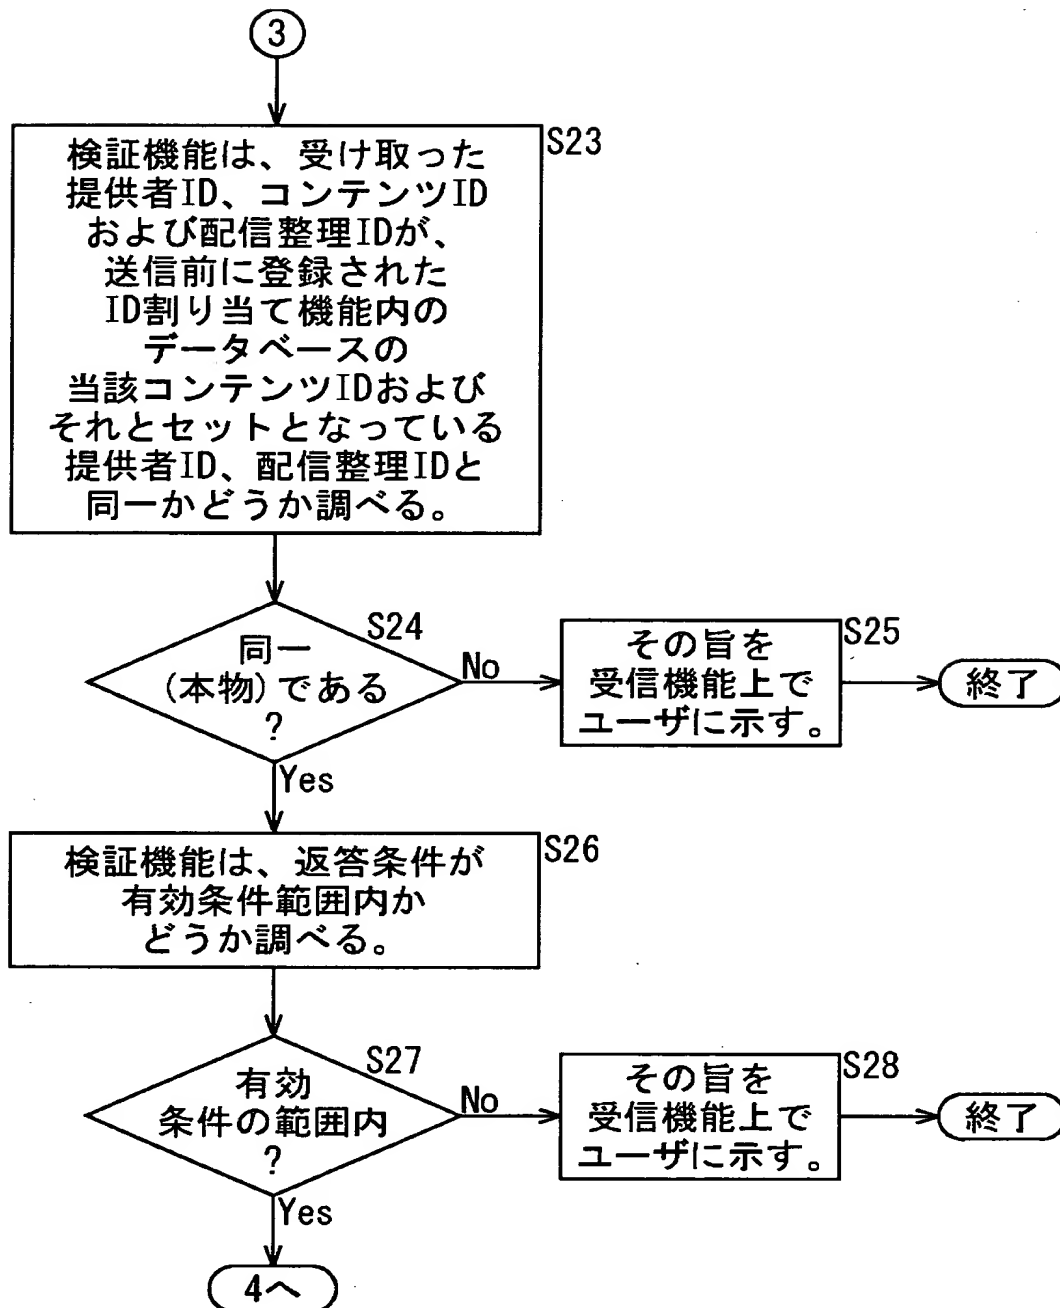 3
S23
検証機能は、受け取った
提供者ID、コンテンツID
および配信整理IDが、
送信前に登録された
ID割り当て機能内の
データベースの
当該コンテンツIDおよび
それとセットとなっている
提供者ID、配信整理IDと
同一かどうか調べる。
S24
同一
(本物)である
?
No
S25
その旨を
受信機能上で
ユーザに示す。
終了
Yes
S26
検証機能は、返答条件が
有効条件範囲内か
どうか調べる。
S27
有効
条件の範囲内
?
No
S28
その旨を
受信機能上で
ユーザに示す。
終了
Yes
4へ